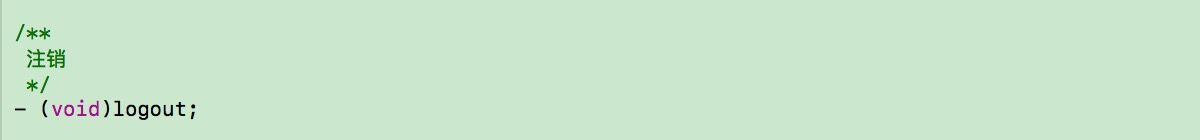 /**
注销
*/
- (void)logout;